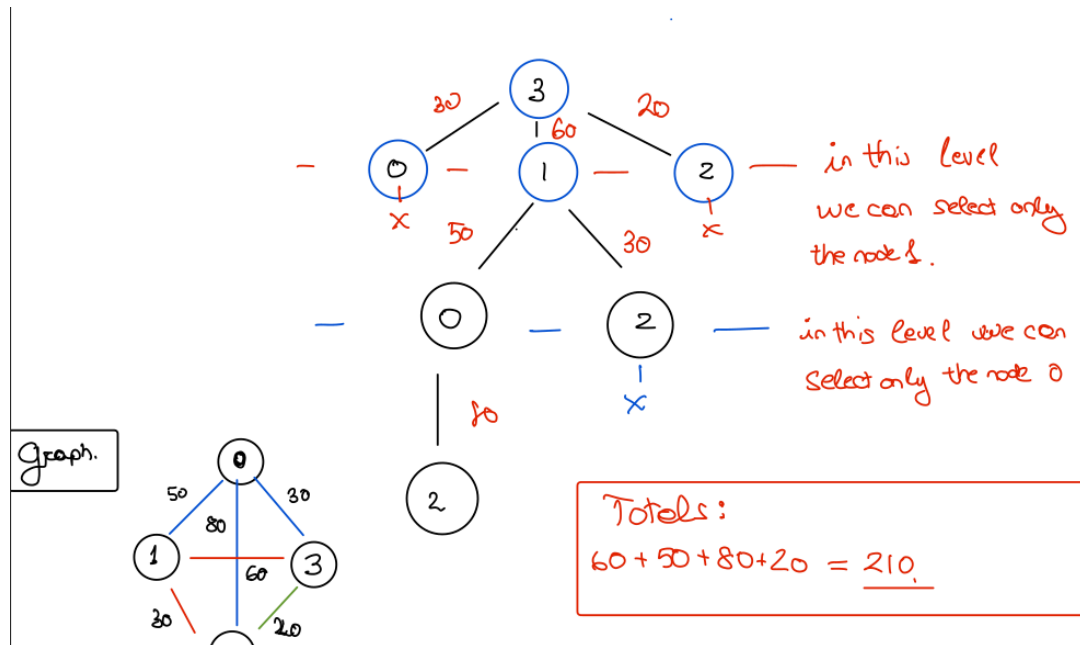 3
30
60
20
0
1
2
x
x
in this level
we can select only
the node 1.
50
30
0
2
in this level we can
select only the node 0
x
80
2
Graph.
0
50
30
80
1
3
60
30
20
Totals:
60+50+80+20 = 210.